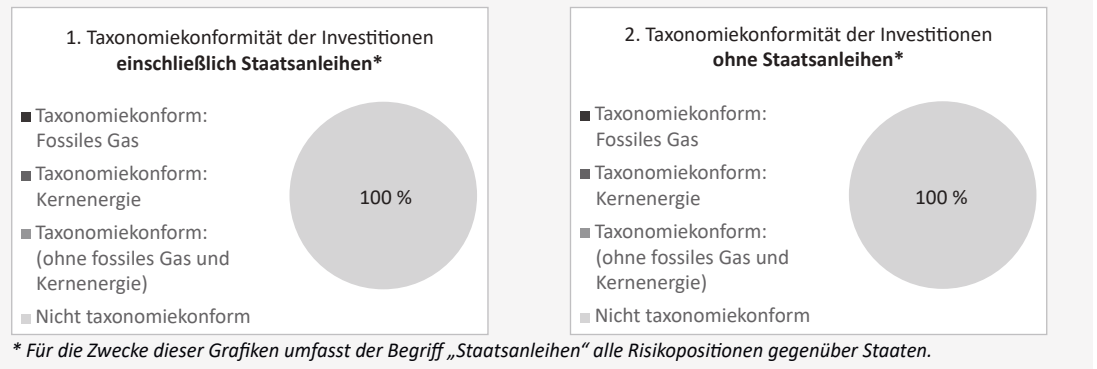 1. Taxonomiekonformität der Investitionen
einschließlich Staatsanleihen*
Taxonomiekonform:
Fossiles Gas
Taxonomiekonform:
Kernenergie
Taxonomiekonform:
(ohne fossiles Gas und
Kernenergie)
Nicht taxonomiekonform
100 %
2. Taxonomiekonformität der Investitionen
ohne Staatsanleihen*
Taxonomiekonform:
Fossiles Gas
Taxonomiekonform:
Kernenergie
Taxonomiekonform:
(ohne fossiles Gas und
Kernenergie)
Nicht taxonomiekonform
100 %
* Für die Zwecke dieser Grafiken umfasst der Begriff „Staatsanleihen” alle Risikopositionen gegenüber Staaten.